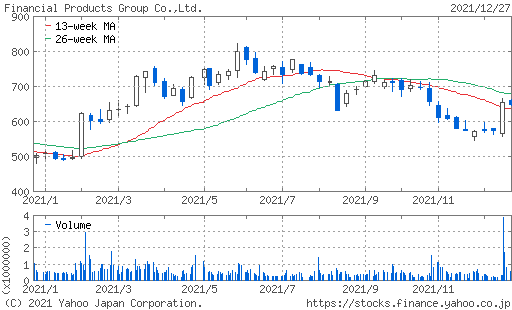 Financial Products Group Co.,Ltd. 2021/12/27
900
800
700
600
500
400
13-week MA
26-week MA
2021/1 2021/3 2021/5 2021/7 2021/9 2021/11
4
3
2
1
0
(x1000000)
Volume
2021/1 2021/3 2021/5 2021/7 2021/9 2021/11
(C) 2021 Yahoo Japan Corporation. https://stocks.finance.yahoo.co.jp/